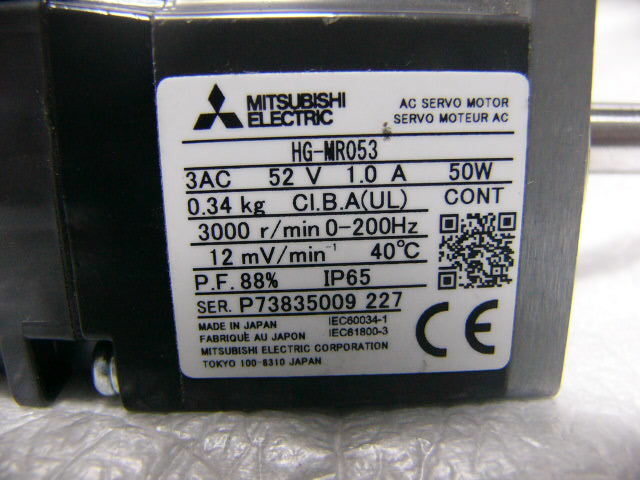 MITSUBISHI
ELECTRIC
AC SERVO MOTOR
SERVO MOTEUR AC
HG-MR053
3AC 52 V 1.0 A 50W
0.34 kg Cl.B.A(UL) CONT
3000 r/min 0-200Hz
12 mV/min⁻¹ 40℃
P.F. 88% IP65
SER. P73835009 227
MADE IN JAPAN IEC60034-1
FABRIQUÉ AU JAPON IEC61800-3
MITSUBISHI ELECTRIC CORPORATION
TOKYO 100-8310 JAPAN
CE